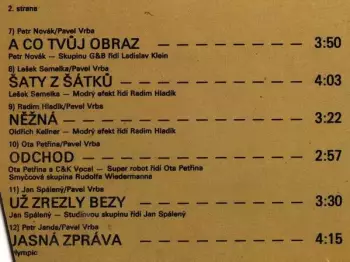 2. strana
7) Petr Novák/Pavel Vrba
A CO TVŮJ OBRAZ — — — — — — — 3:50
Petr Novák — Skupinu G&B řídí Ladislav Klein
8) Lešek Semelka/Pavel Vrba
ŠATY Z ŠÁTKŮ — — — — — — — — 4:03
Lešek Semelka — Modrý efekt řídí Radim Hladík
9) Radim Hladík/Pavel Vrba
NĚŽNÁ — — — — — — — — — — 3:22
Oldřich Kellner — Modrý efekt řídí Radim Hladík
10) Ota Petřina/Pavel Vrba
ODCHOD — — — — — — — — — — 2:57
Ota Petřina a C&K Vocal — Super robot řídí Ota Petřina
Smyčcové skupina Rudolfa Wiedermanna
11) Jan Spálený/Pavel Vrba
UŽ ZREZLY BEZY — — — — — — — 3:30
Jan Spálený — Studiovou skupinu řídí Jan Spálený
12) Petr Janda/Pavel Vrba
JASNÁ ZPRÁVA — — — — — — — — 4:15
Olympic